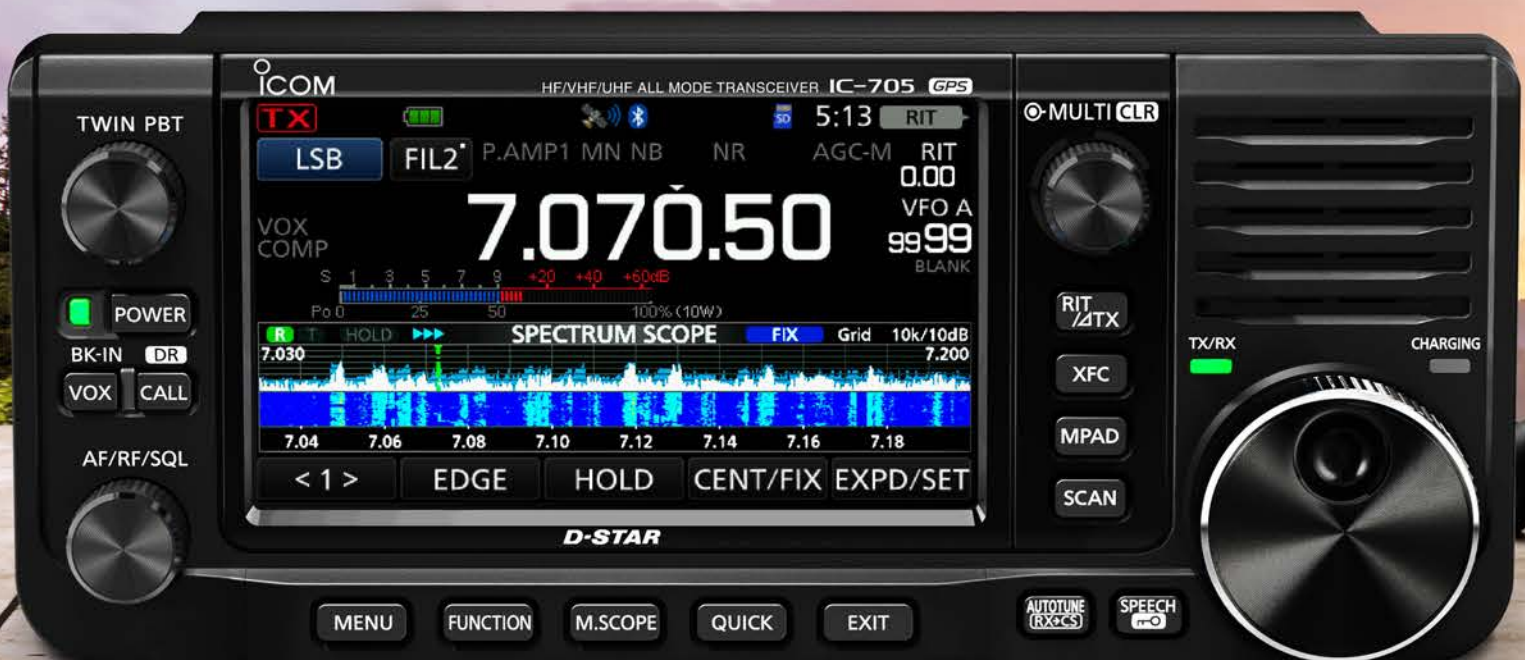 ICOM
HF/VHF/UHF ALL MODE TRANSCEIVER IC-705 GPS
TWIN PBT
TX SD 5:13 RIT
MULTI CLR
LSB FIL2 P.AMP1 MN NB NR AGC-M RIT
0.00
7.070.50
VFO A
VOX
COMP
9999
BLANK
S 1 3 5 7 9 +20 +40 +60dB
Po 0 25 50 100% (10W)
POWER
RIT
/⊿TX
R T HOLD SPECTRUM SCOPE FIX Grid 10k/10dB
7.030 7.200
BK-IN DR
VOX CALL
TX/RX CHARGING
XFC
7.04 7.06 7.08 7.10 7.12 7.14 7.16 7.18
MPAD
AF/RF/SQL
< 1 > EDGE HOLD CENT/FIX EXPD/SET
SCAN
D-STAR
MENU FUNCTION M.SCOPE QUICK EXIT
AUTOTUNE
RX→CS
SPEECH